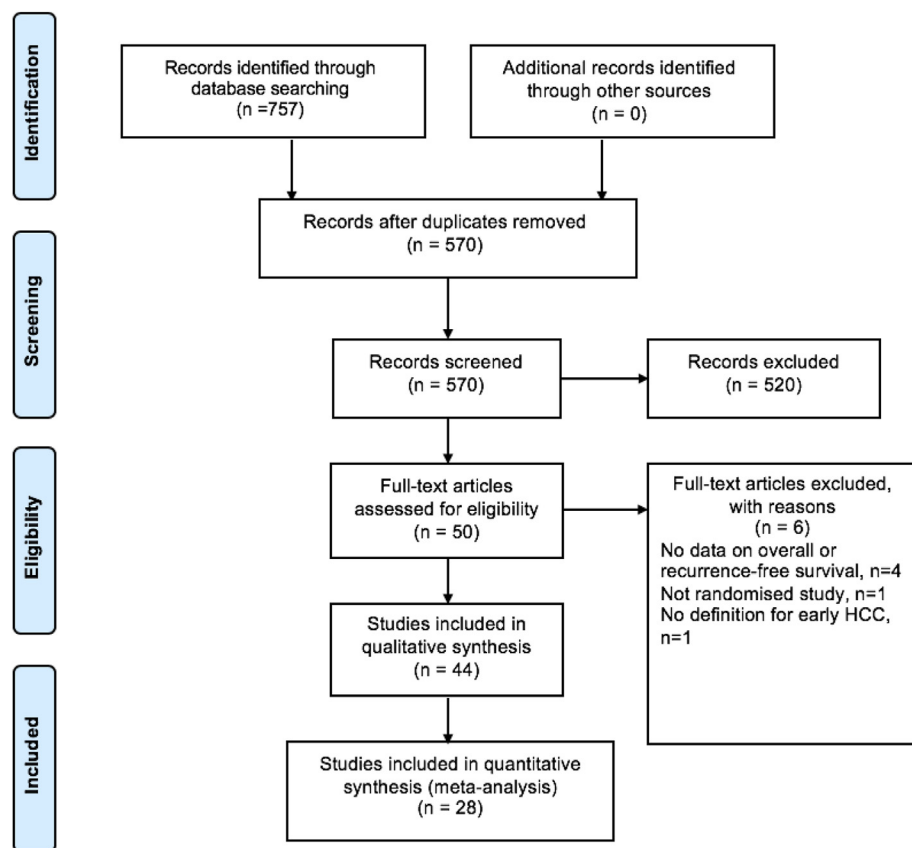 Identification
Records identified through
database searching
(n =757)
Additional records identified
through other sources
(n = 0)
Records after duplicates removed
(n = 570)
Screening
Records screened
(n = 570)
Records excluded
(n = 520)
Eligibility
Full-text articles
assessed for eligibility
(n = 50)
Full-text articles excluded,
with reasons
(n = 6)
No data on overall or
recurrence-free survival, n=4
Not randomised study, n=1
No definition for early HCC,
n=1
Studies included in
qualitative synthesis
(n = 44)
Included
Studies included in quantitative
synthesis (meta-analysis)
(n = 28)